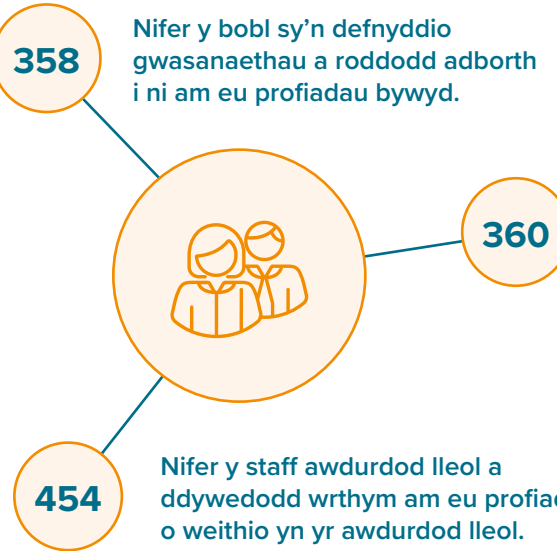 358
Nifer y bobl sy'n defnyddio
gwasanaethau a roddodd adborth
i ni am eu profiadau bywyd.
360
454
Nifer y staff awdurdod lleol a
ddywedodd wrthym am eu
o weithio yn yr awdurdod lleol.